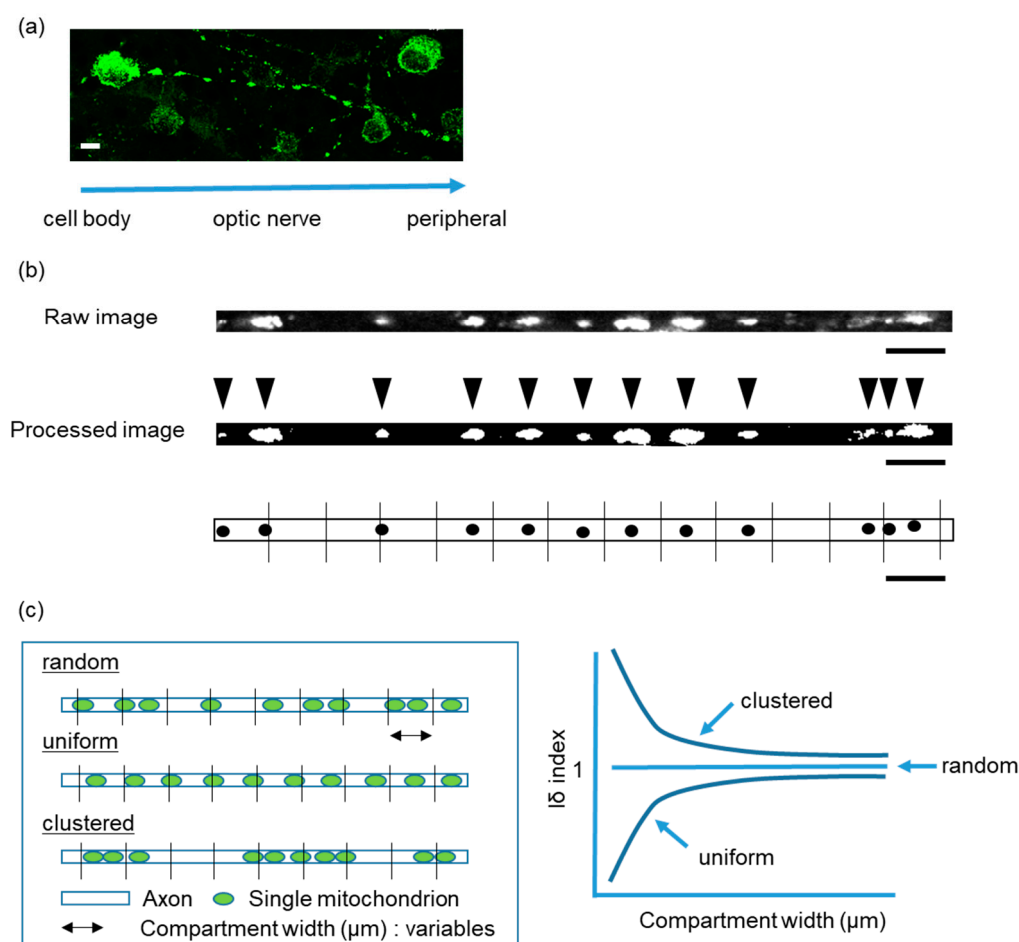 (a)
cell body optic nerve peripheral
(b)
Raw image
Processed image
(c)
random
uniform
clustered
Axon Single mitochondrion
Compartment width (μm) : variables
Iδ index
1
clustered
random
uniform
Compartment width (μm)